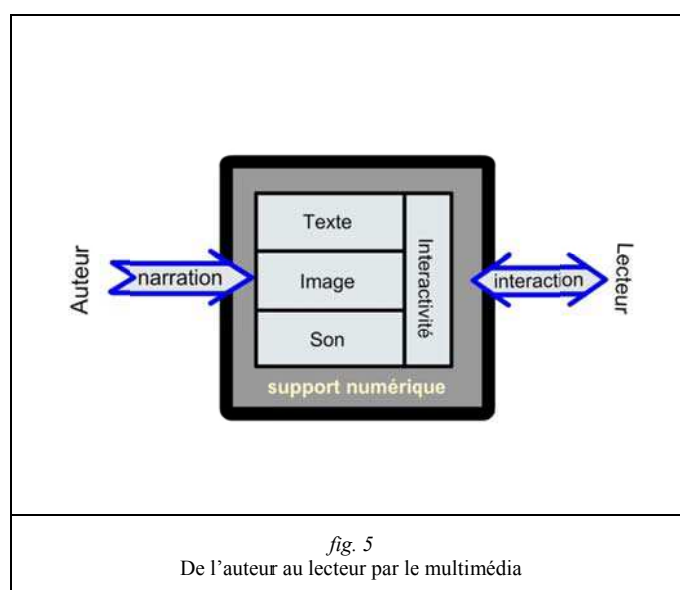 Auteur
narration
Texte
Image
Son
Interactivité
support numérique
interaction
Lecteur
fig. 5
De l’auteur au lecteur par le multimédia